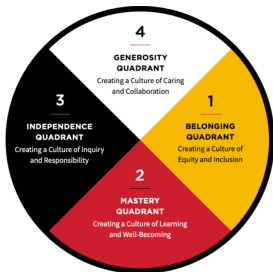 4
GENEROSITY
QUADRANT
Creating a Culture of Caring
and Collaboration
3
INDEPENDENCE
QUADRANT
Creating a Culture of Inquiry
and Responsibility
1
BELONGING
QUADRANT
Creating a Culture of
Equity and Inclusion
2
MASTERY
QUADRANT
Creating a Culture of Learning
and Well-Becoming